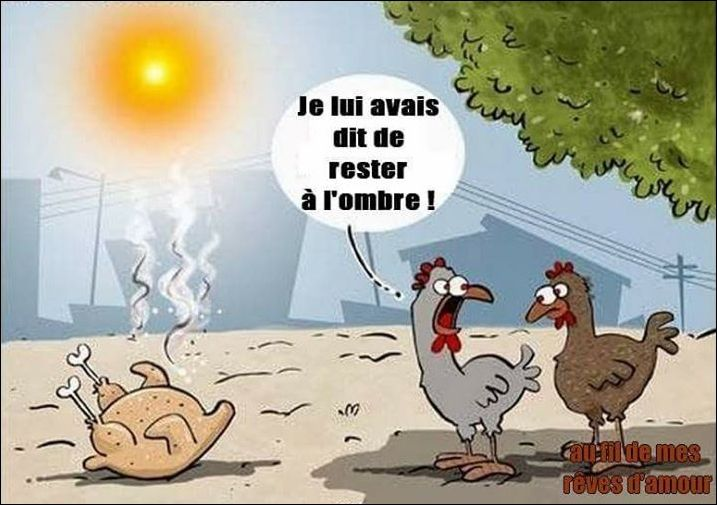 Je lui avais
dit de
rester
à l'ombre !
au fil de mes
rêves d'amour